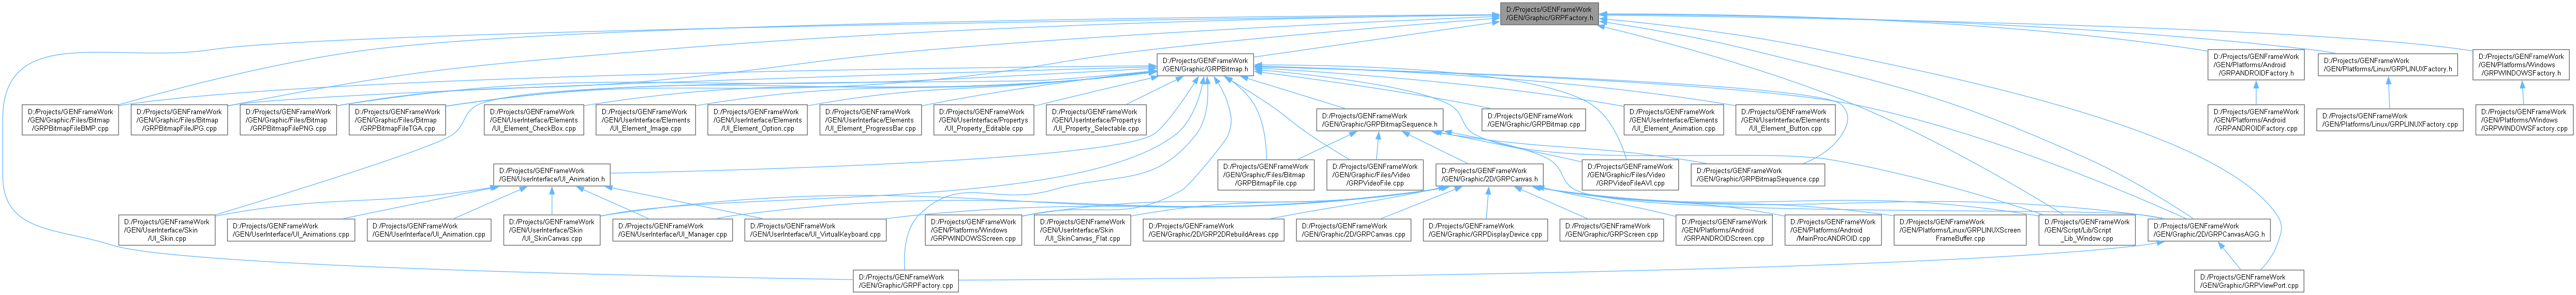 D:/Projects/GENFrameWork
/GEN/Graphic/GRPFactory.h
D:/Projects/GENFrameWork
/GEN/Graphic/GRPBitmap.h
D:/Projects/GENFrameWork
/GEN/Platforms/Android
/GRPANDROIDFactory.h
D:/Projects/GENFrameWork
/GEN/Platforms/Linux/GRPLINUXFactory.h
D:/Projects/GENFrameWork
/GEN/Platforms/Windows
/GRPWINDOWSFactory.h
D:/Projects/GENFrameWork
/GEN/Graphic/Files/Bitmap
/GRPBitmapFileBMP.cpp
D:/Projects/GENFrameWork
/GEN/Graphic/Files/Bitmap
/GRPBitmapFileJPG.cpp
D:/Projects/GENFrameWork
/GEN/Graphic/Files/Bitmap
/GRPBitmapFilePNG.cpp
D:/Projects/GENFrameWork
/GEN/Graphic/Files/Bitmap
/GRPBitmapFileTGA.cpp
D:/Projects/GENFrameWork
/GEN/UserInterface/Elements
/UI_Element_CheckBox.cpp
D:/Projects/GENFrameWork
/GEN/UserInterface/Elements
/UI_Element_Image.cpp
D:/Projects/GENFrameWork
/GEN/UserInterface/Elements
/UI_Element_Option.cpp
D:/Projects/GENFrameWork
/GEN/UserInterface/Elements
/UI_Element_ProgressBar.cpp
D:/Projects/GENFrameWork
/GEN/UserInterface/Propertys
/UI_Property_Editable.cpp
D:/Projects/GENFrameWork
/GEN/UserInterface/Propertys
/UI_Property_Selectable.cpp
D:/Projects/GENFrameWork
/GEN/Graphic/GRPBitmapSequence.h
D:/Projects/GENFrameWork
/GEN/Graphic/GRPBitmap.cpp
D:/Projects/GENFrameWork
/GEN/UserInterface/Elements
/UI_Element_Animation.cpp
D:/Projects/GENFrameWork
/GEN/UserInterface/Elements
/UI_Element_Button.cpp
D:/Projects/GENFrameWork
/GEN/Platforms/Android
/GRPANDROIDFactory.cpp
D:/Projects/GENFrameWork
/GEN/Platforms/Linux/GRPLINUXFactory.cpp
D:/Projects/GENFrameWork
/GEN/Platforms/Windows
/GRPWINDOWSFactory.cpp
D:/Projects/GENFrameWork
/GEN/UserInterface/UI_Animation.h
D:/Projects/GENFrameWork
/GEN/Graphic/Files/Bitmap
/GRPBitmapFile.cpp
D:/Projects/GENFrameWork
/GEN/Graphic/Files/Video
/GRPVideoFile.cpp
D:/Projects/GENFrameWork
/GEN/Graphic/2D/GRPCanvas.h
D:/Projects/GENFrameWork
/GEN/Graphic/Files/Video
/GRPVideoFileAVI.cpp
D:/Projects/GENFrameWork
/GEN/Graphic/GRPBitmapSequence.cpp
D:/Projects/GENFrameWork
/GEN/UserInterface/Skin
/UI_Skin.cpp
D:/Projects/GENFrameWork
/GEN/UserInterface/UI_Animations.cpp
D:/Projects/GENFrameWork
/GEN/UserInterface/UI_Animation.cpp
D:/Projects/GENFrameWork
/GEN/UserInterface/Skin
/UI_SkinCanvas.cpp
D:/Projects/GENFrameWork
/GEN/UserInterface/UI_Manager.cpp
D:/Projects/GENFrameWork
/GEN/UserInterface/UI_VirtualKeyboard.cpp
D:/Projects/GENFrameWork
/GEN/Platforms/Windows
/GRPWINDOWSScreen.cpp
D:/Projects/GENFrameWork
/GEN/UserInterface/Skin
/UI_SkinCanvas_Flat.cpp
D:/Projects/GENFrameWork
/GEN/Graphic/2D/GRP2DRebuildAreas.cpp
D:/Projects/GENFrameWork
/GEN/Graphic/2D/GRPCanvas.cpp
D:/Projects/GENFrameWork
/GEN/Graphic/GRPDisplayDevice.cpp
D:/Projects/GENFrameWork
/GEN/Graphic/GRPScreen.cpp
D:/Projects/GENFrameWork
/GEN/Platforms/Android
/GRPANDROIDScreen.cpp
D:/Projects/GENFrameWork
/GEN/Platforms/Android
/MainProcANDROID.cpp
D:/Projects/GENFrameWork
/GEN/Platforms/Linux/GRPLINUXScreen
FrameBuffer.cpp
D:/Projects/GENFrameWork
/GEN/Script/Lib/Script
_Lib_Window.cpp
D:/Projects/GENFrameWork
/GEN/Graphic/2D/GRPCanvasAGG.h
D:/Projects/GENFrameWork
/GEN/Graphic/GRPFactory.cpp
D:/Projects/GENFrameWork
/GEN/Graphic/GRPViewPort.cpp